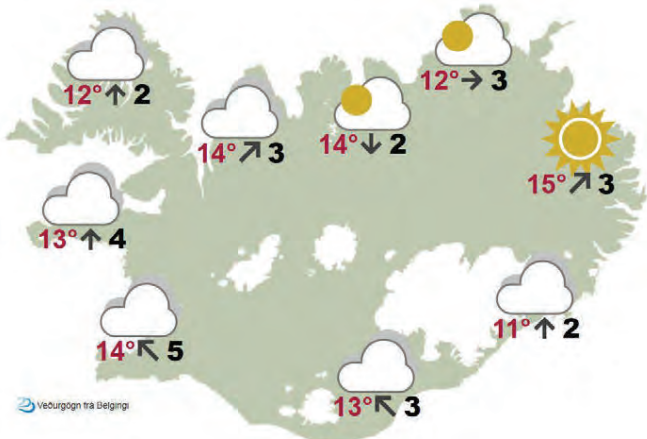 12° → 3
12° ↑ 2
14° ↗ 3
14° ↓ 2
15° ↗ 3
13° ↑ 4
11° ↑ 2
14° ↖ 5
13° ↖ 3
Veðurgögn frá Belgingi